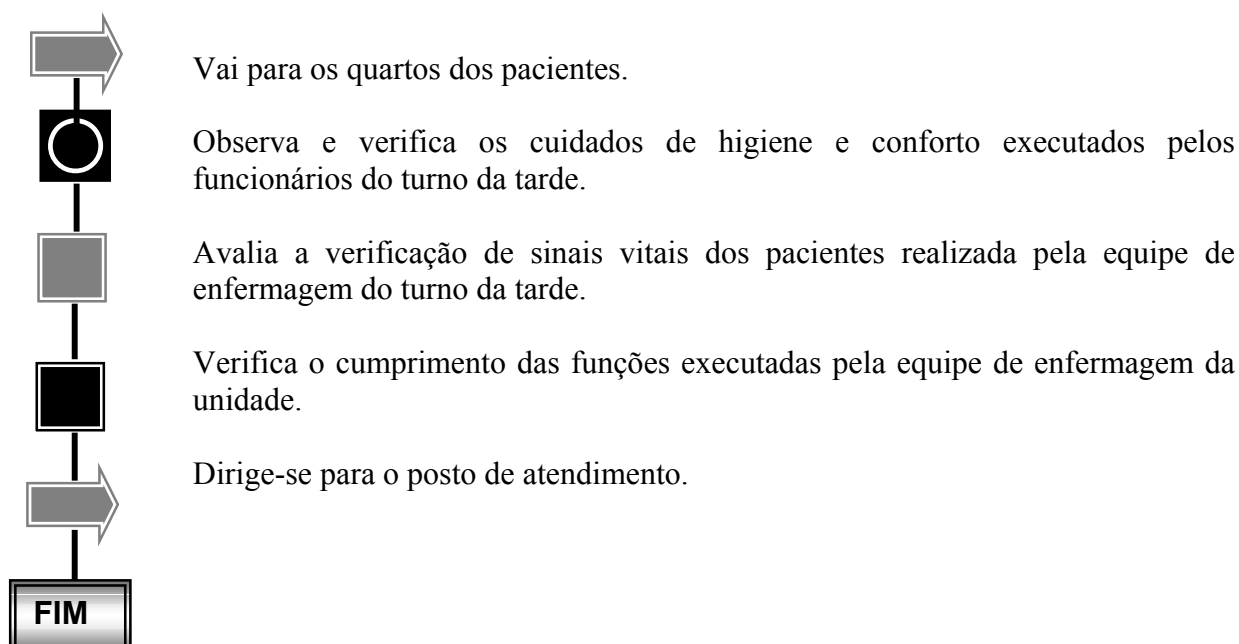 Vai para os quartos dos pacientes.
Observa e verifica os cuidados de higiene e conforto executados pelos
funcionários do turno da tarde.
Avalia a verificação de sinais vitais dos pacientes realizada pela equipe de
enfermagem do turno da tarde.
Verifica o cumprimento das funções executadas pela equipe de enfermagem da
unidade.
Dirige-se para o posto de atendimento.
FIM